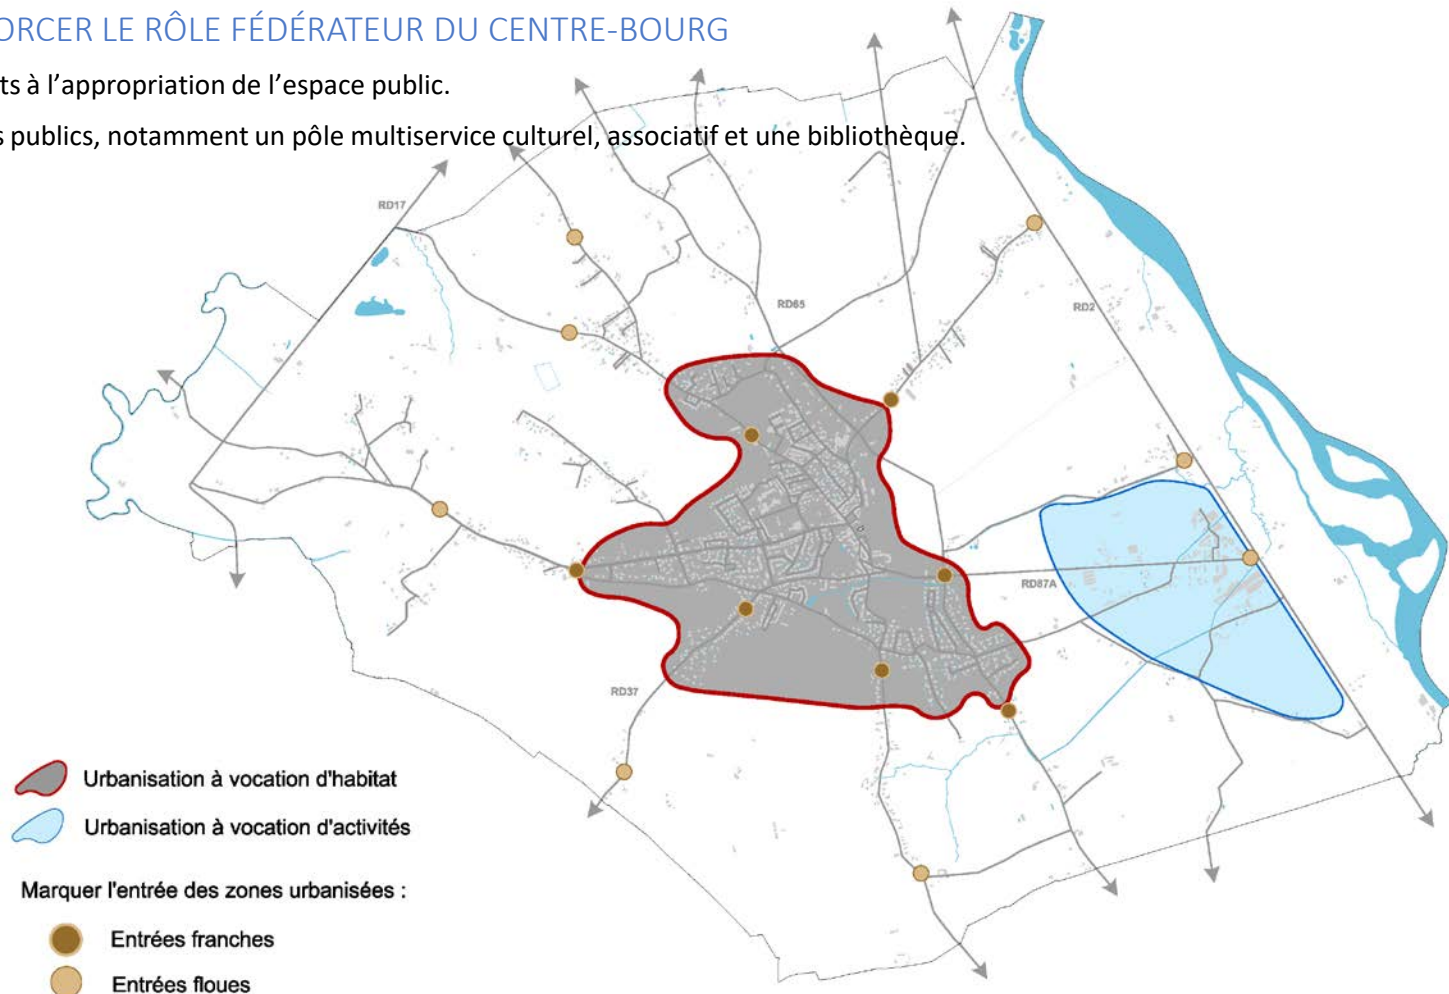 ORCER LE RÔLE FÉDÉRATEUR DU CENTRE-BOURG
ts à l'appropriation de l'espace public.
s publics, notamment un pôle multiservice culturel, associatif et une bibliothèque.
RD17
RD65
RD2
RD87A
RD37
Urbanisation à vocation d'habitat
Urbanisation à vocation d'activités
Marquer l'entrée des zones urbanisées :
Entrées franches
Entrées floues